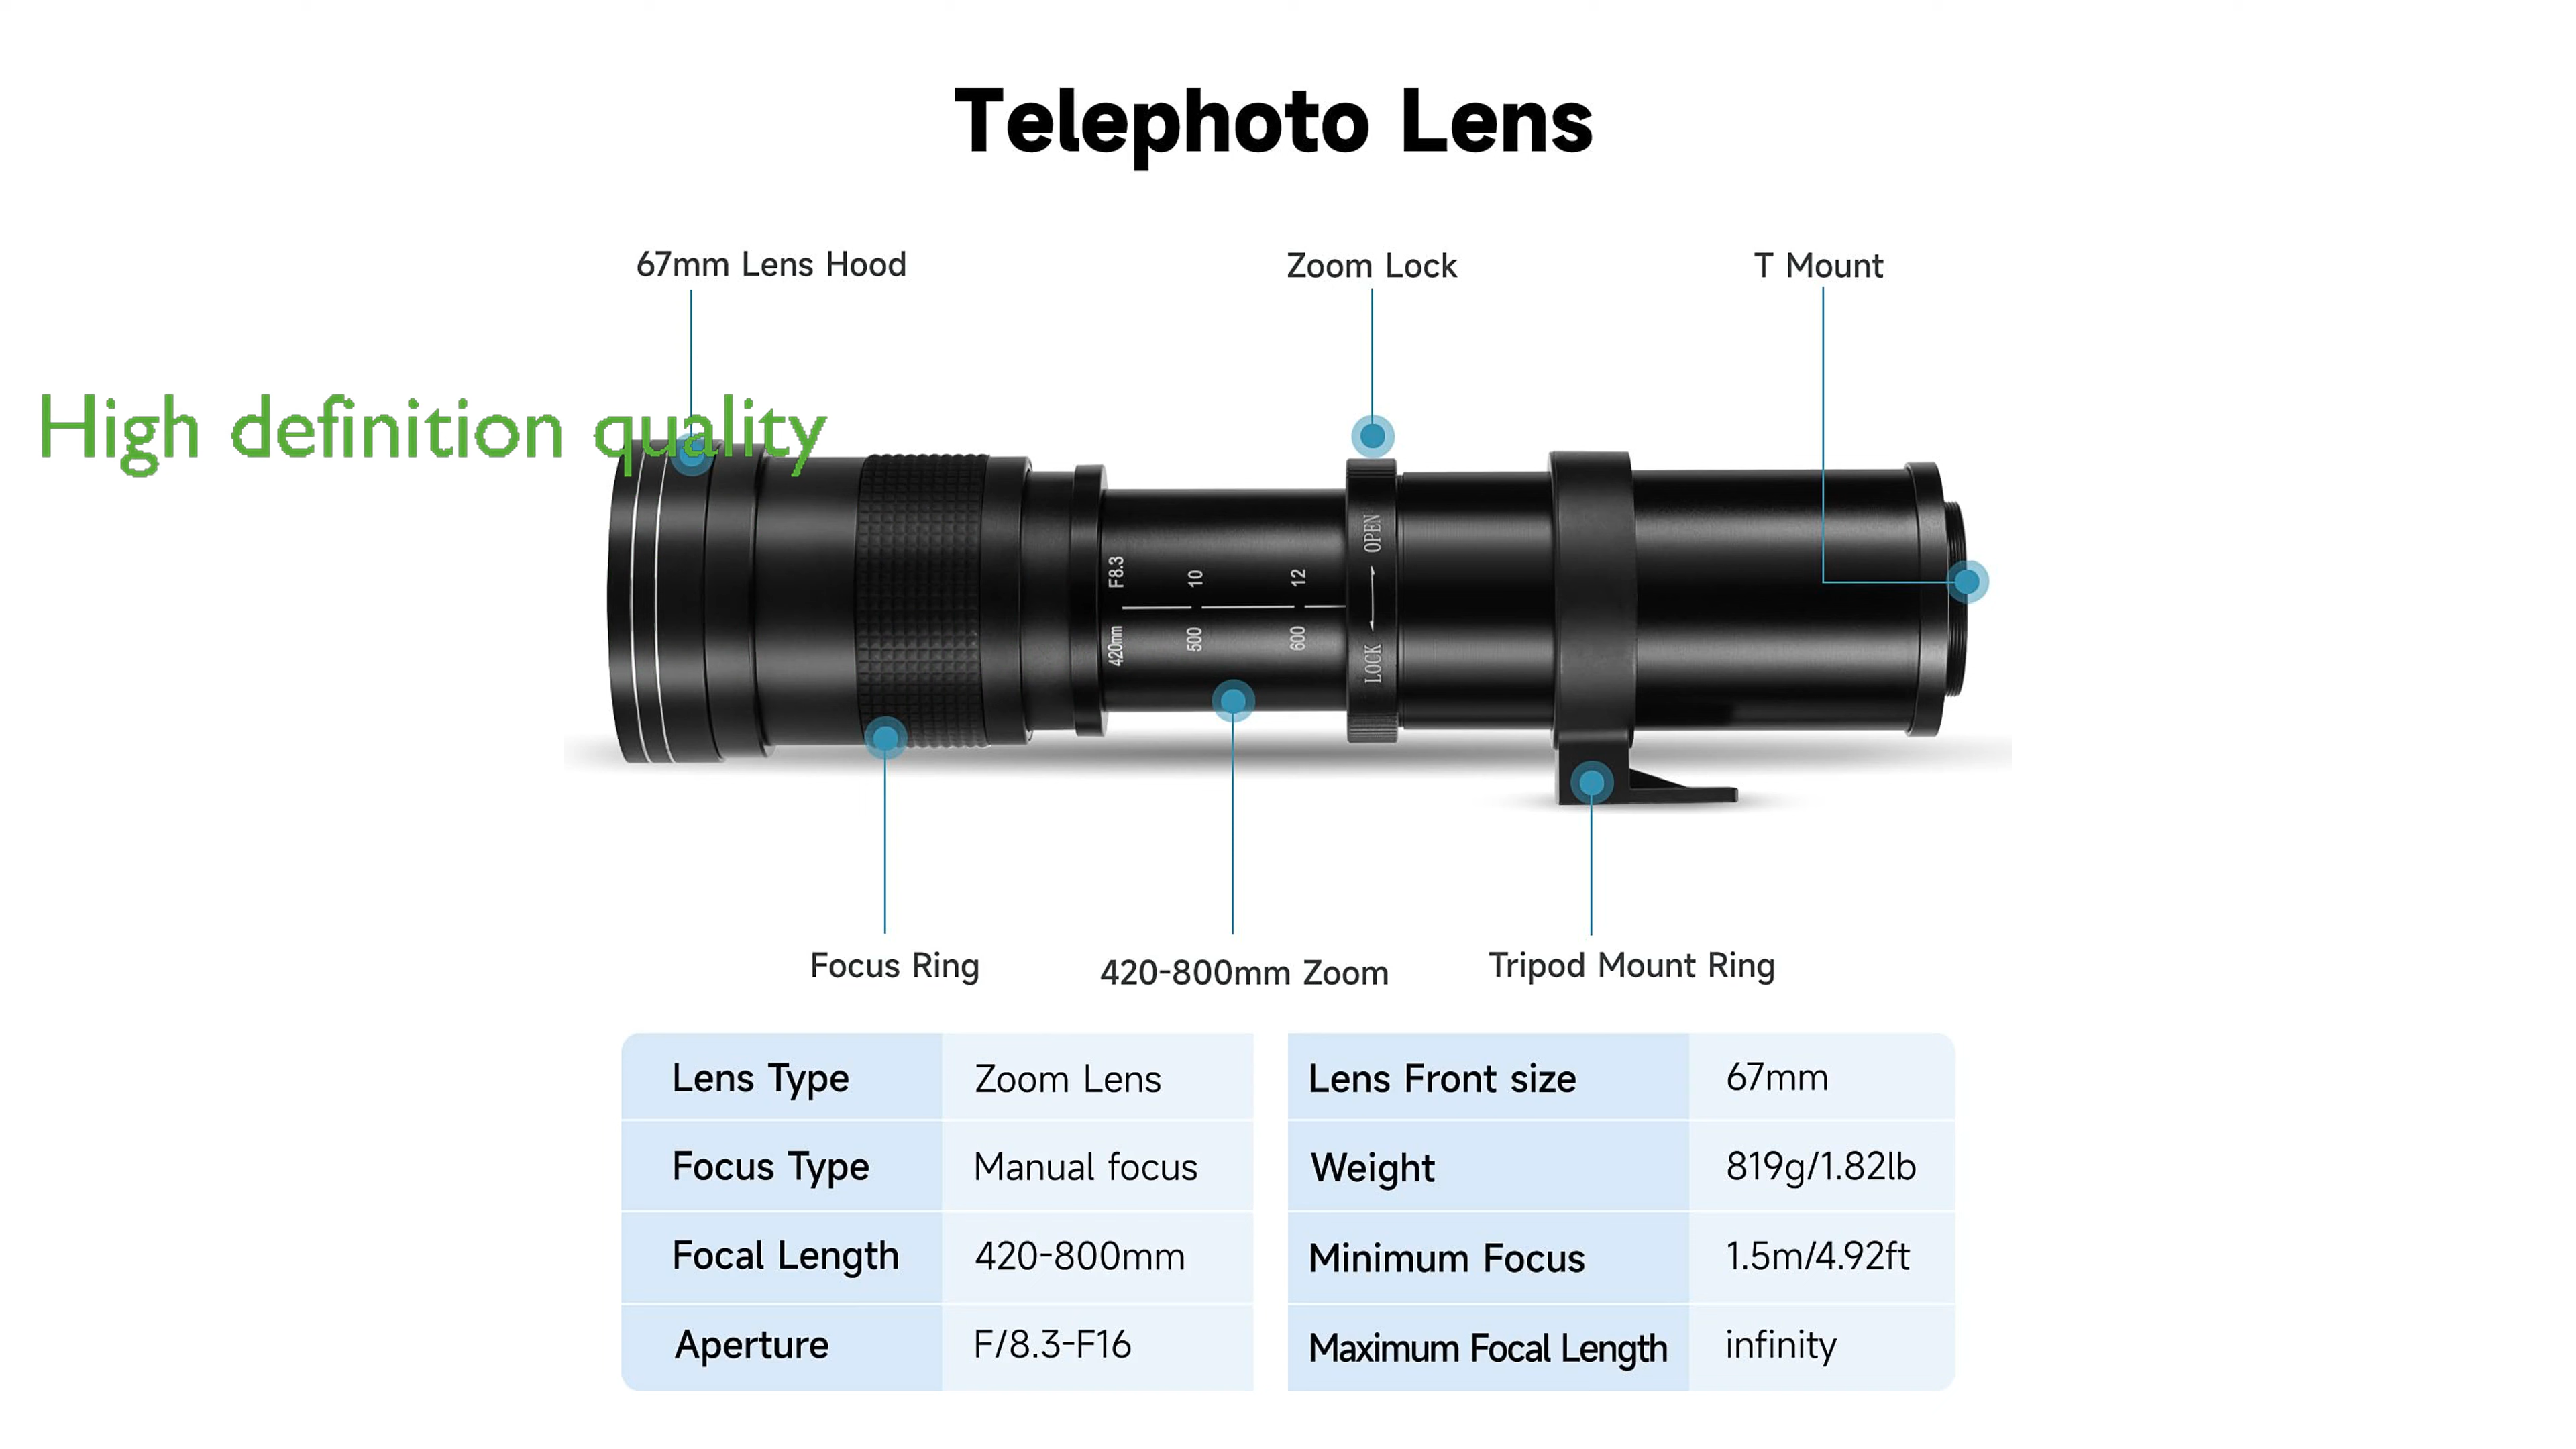 Telephoto Lens
67mm Lens Hood
Zoom Lock
T Mount
High definition quality
F8.3
10
12
420mm
500
600
OPEN
LOCK
Focus Ring
420-800mm Zoom
Tripod Mount Ring
Lens Type
Zoom Lens
Lens Front size
67mm
Focus Type
Manual focus
Weight
819g/1.82lb
Focal Length
420-800mm
Minimum Focus
1.5m/4.92ft
Aperture
F/8.3-F16
Maximum Focal Length
infinity